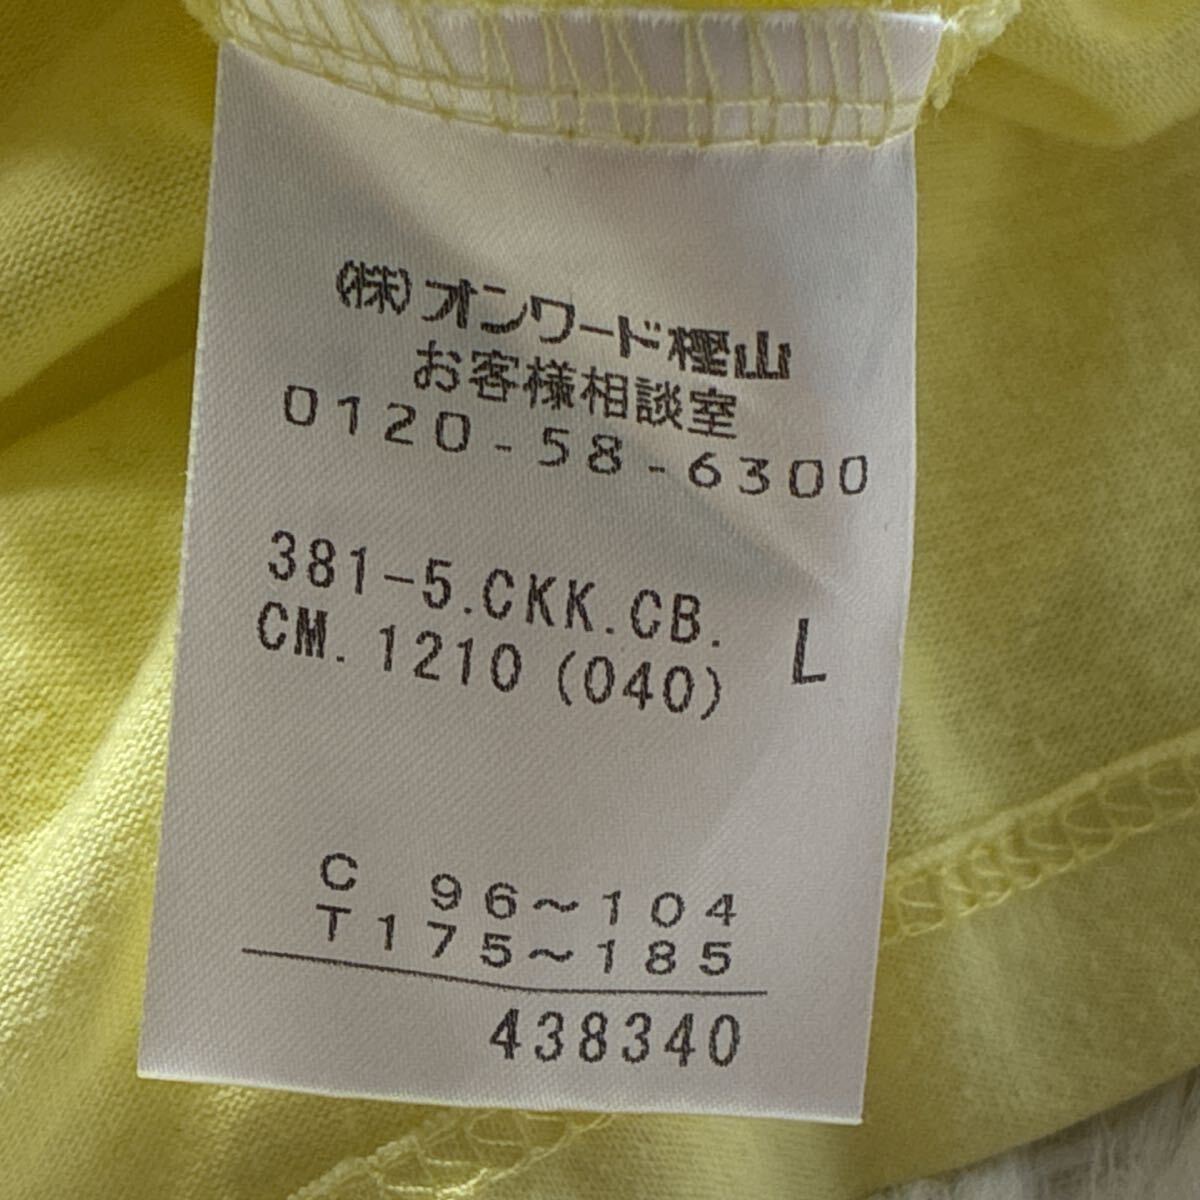 (株)オンワード樫山
お客様相談室
0120-58-6300
381-5.CKK.CB.
CM.1210(040) L
C 96～104
T175～185
438340